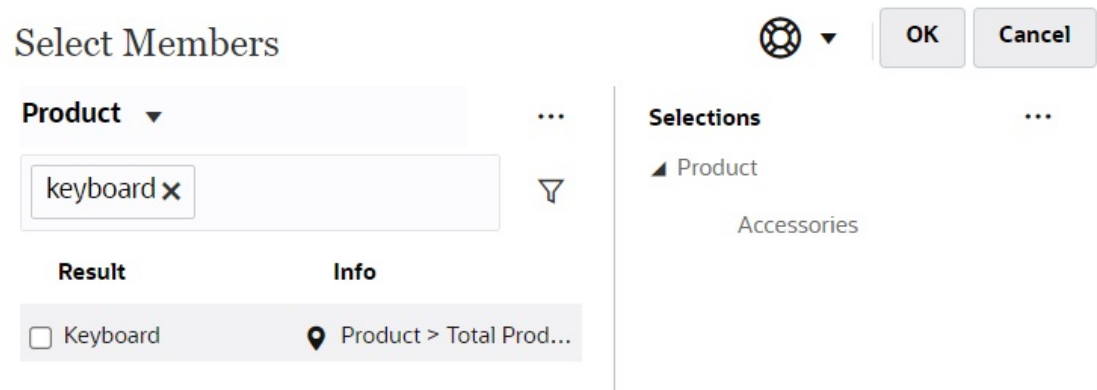 Select Members
OK
Cancel
Product
...
keyboard
Result
Info
Keyboard
Product > Total Prod...
Selections
...
Product
Accessories